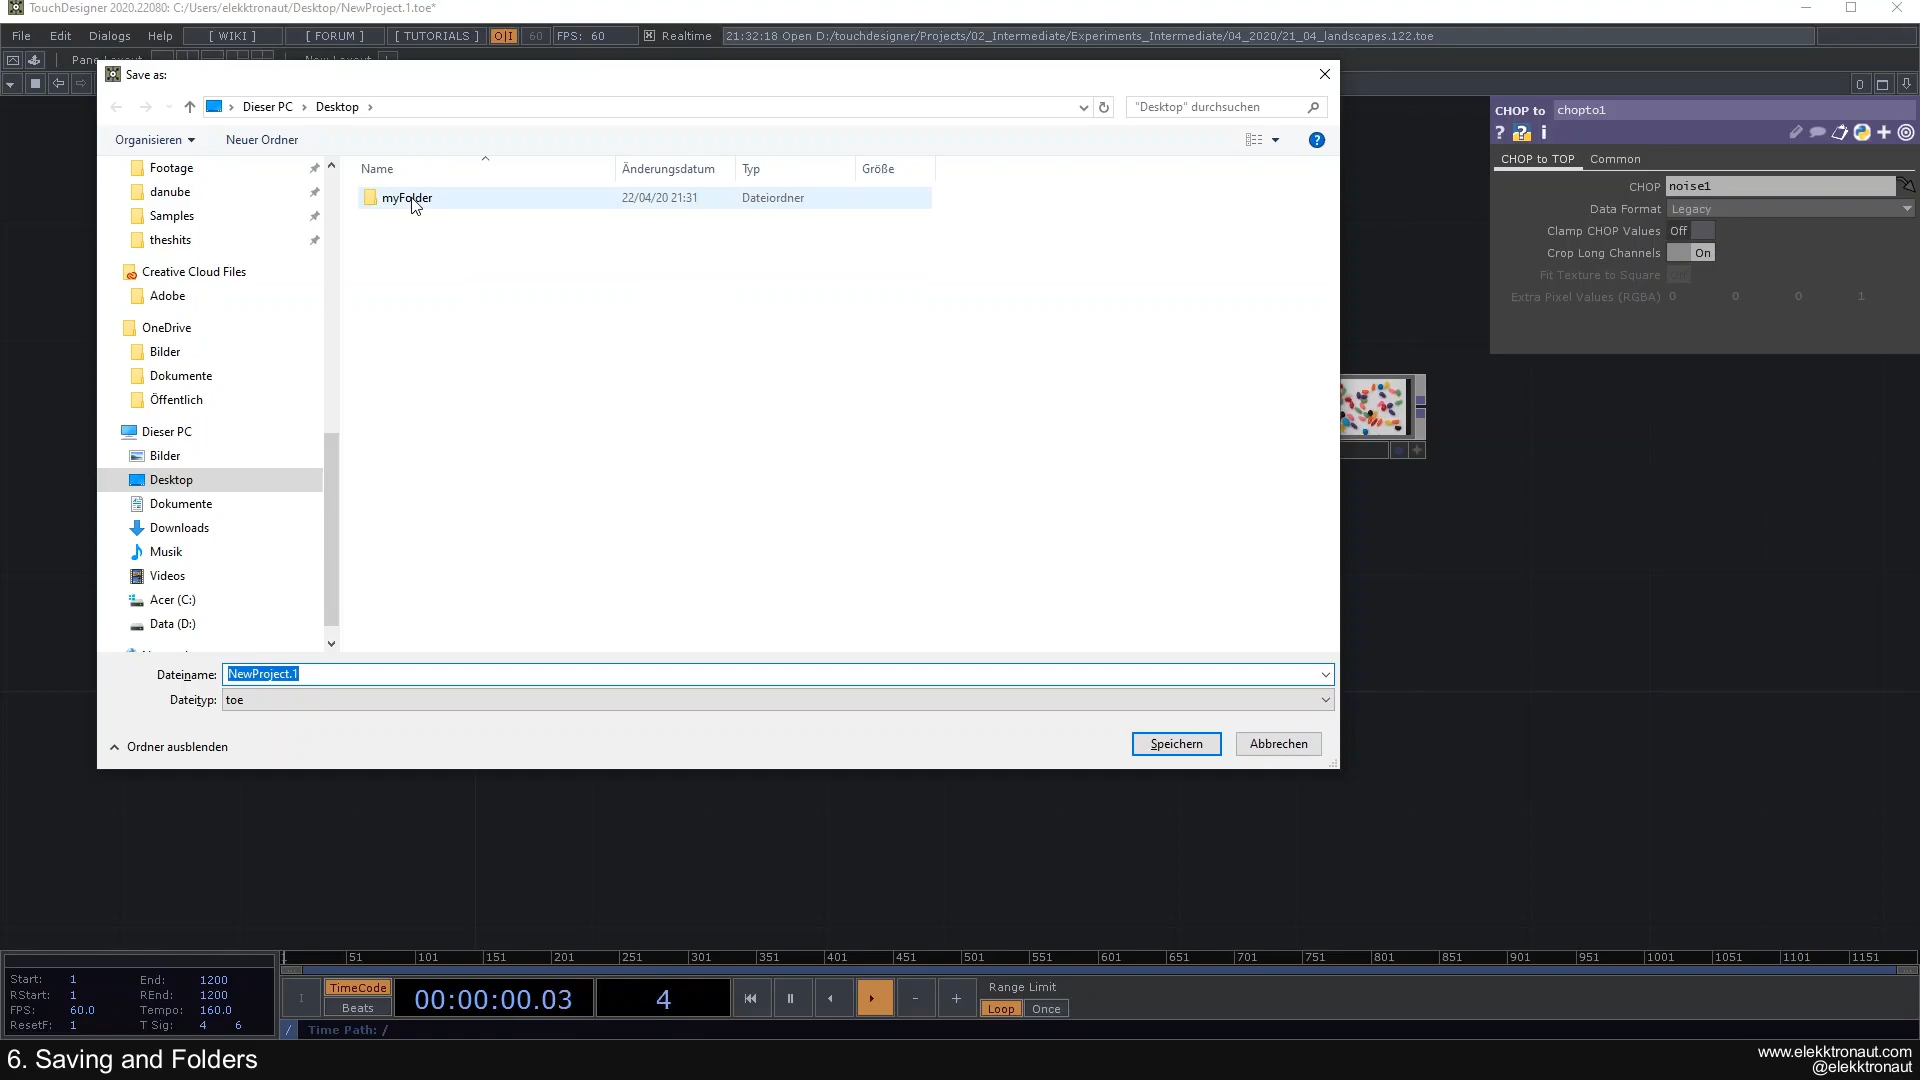 TouchDesigner 2020.22080: C:/Users/elekktronaut/Desktop/NewProject.1.toe*
File Edit Dialogs Help [ WIKI ] [ FORUM ] [ TUTORIALS ] O|I 60 FPS: 60 Realtime 21:32:18 Open D:/touchdesigner/Projects/02_Intermediate/Experiments_Intermediate/04_2020/21_04_landscapes.122.toe
Save as:
Dieser PC Desktop "Desktop" durchsuchen
Organisieren Neuer Ordner
Name Änderungsdatum Typ Größe
myFolder 22/04/20 21:31 Dateiordner
Footage
danube
Samples
theshits
Creative Cloud Files
Adobe
OneDrive
Bilder
Dokumente
Öffentlich
Dieser PC
Bilder
Desktop
Dokumente
Downloads
Musik
Videos
Acer (C:)
Data (D:)
Dateiname: NewProject.1
Dateityp: toe
Ordner ausblenden Speichern Abbrechen
0
CHOP to chopto1
CHOP to TOP Common
CHOP noise1
Data Format Legacy
Clamp CHOP Values Off
Crop Long Channels On
Fit Texture to Square
Extra Pixel Values (RGBA) 0 0 0 1
51 101 151 201 251 301 351 401 451 501 551 601 651 701 751 801 851 901 951 1001 1051 1101 1151
Start: 1 End: 1200
RStart: 1 REnd: 1200
FPS: 60.0 Tempo: 160.0
ResetF: 1 T Sig: 4 6
TimeCode
Beats
00:00:00.03 4
Range Limit
Loop Once
/ Time Path: /
6. Saving and Folders
www.elekktronaut.com
@elekktronaut